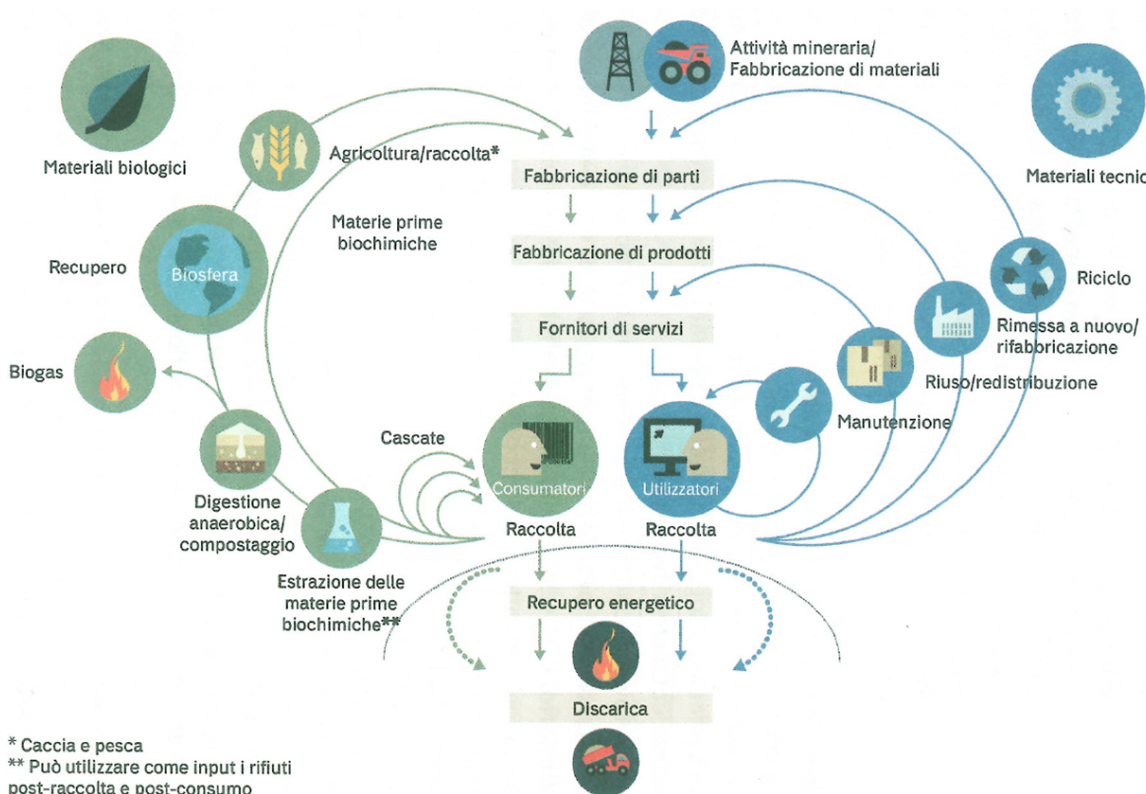 Attività mineraria/
Fabbricazione di materiali
Materiali biologici
Agricoltura/raccolta*
Materiali tecnic
Fabbricazione di parti
Materie prime
biochimiche
Fabbricazione di prodotti
Recupero
Biosfera
Riciclo
Fornitori di servizi
Rimessa a nuovo/
rifabbricazione
Biogas
Riuso/redistribuzione
Manutenzione
Cascate
Consumatori
Utilizzatori
Digestione
anaerobica/
compostaggio
Raccolta
Raccolta
Estrazione delle
materie prime
biochimiche**
Recupero energetico
Discarica
* Caccia e pesca
** Può utilizzare come input i rifiuti
post-raccolta e post-consumo